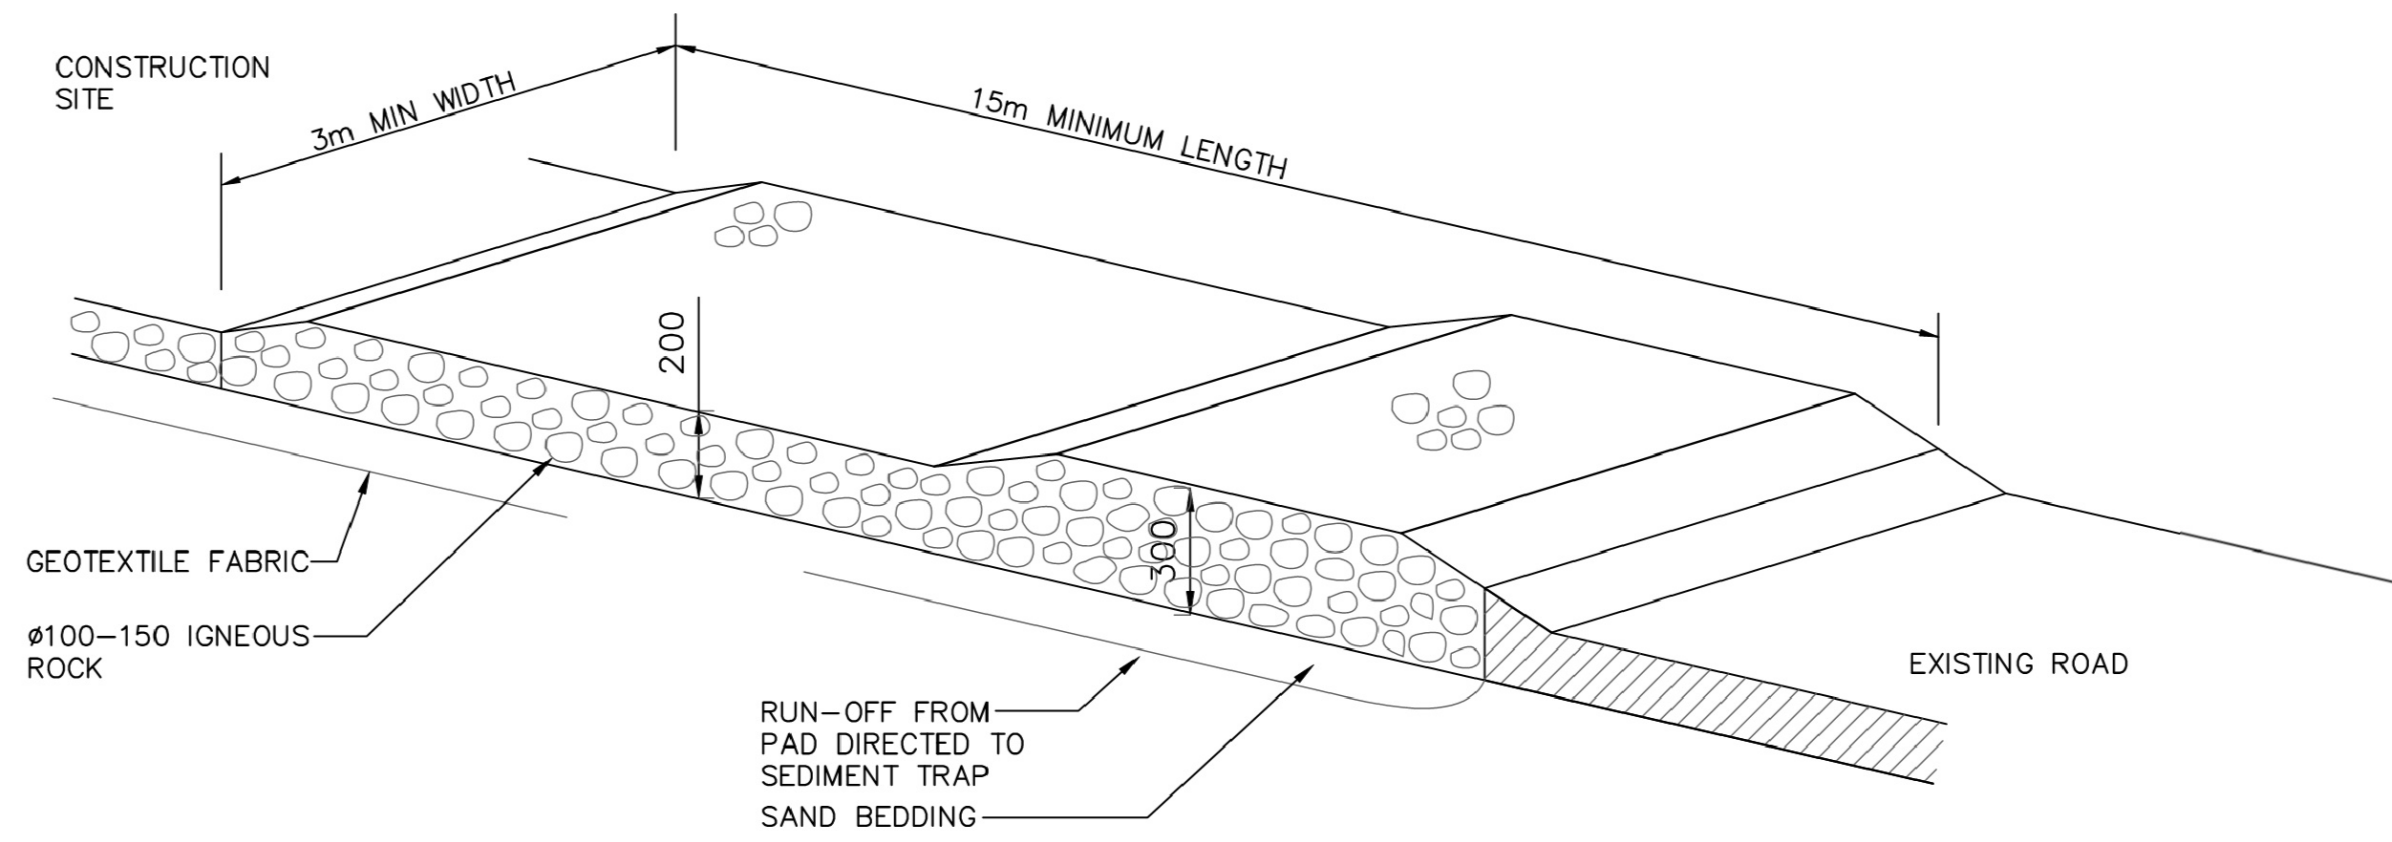 CONSTRUCTION
SITE
3m MIN WIDTH
15m MINIMUM LENGTH
200
300
GEOTEXTILE FABRIC
ø100-150 IGNEOUS
ROCK
RUN-OFF FROM
PAD DIRECTED TO
SEDIMENT TRAP
SAND BEDDING
EXISTING ROAD